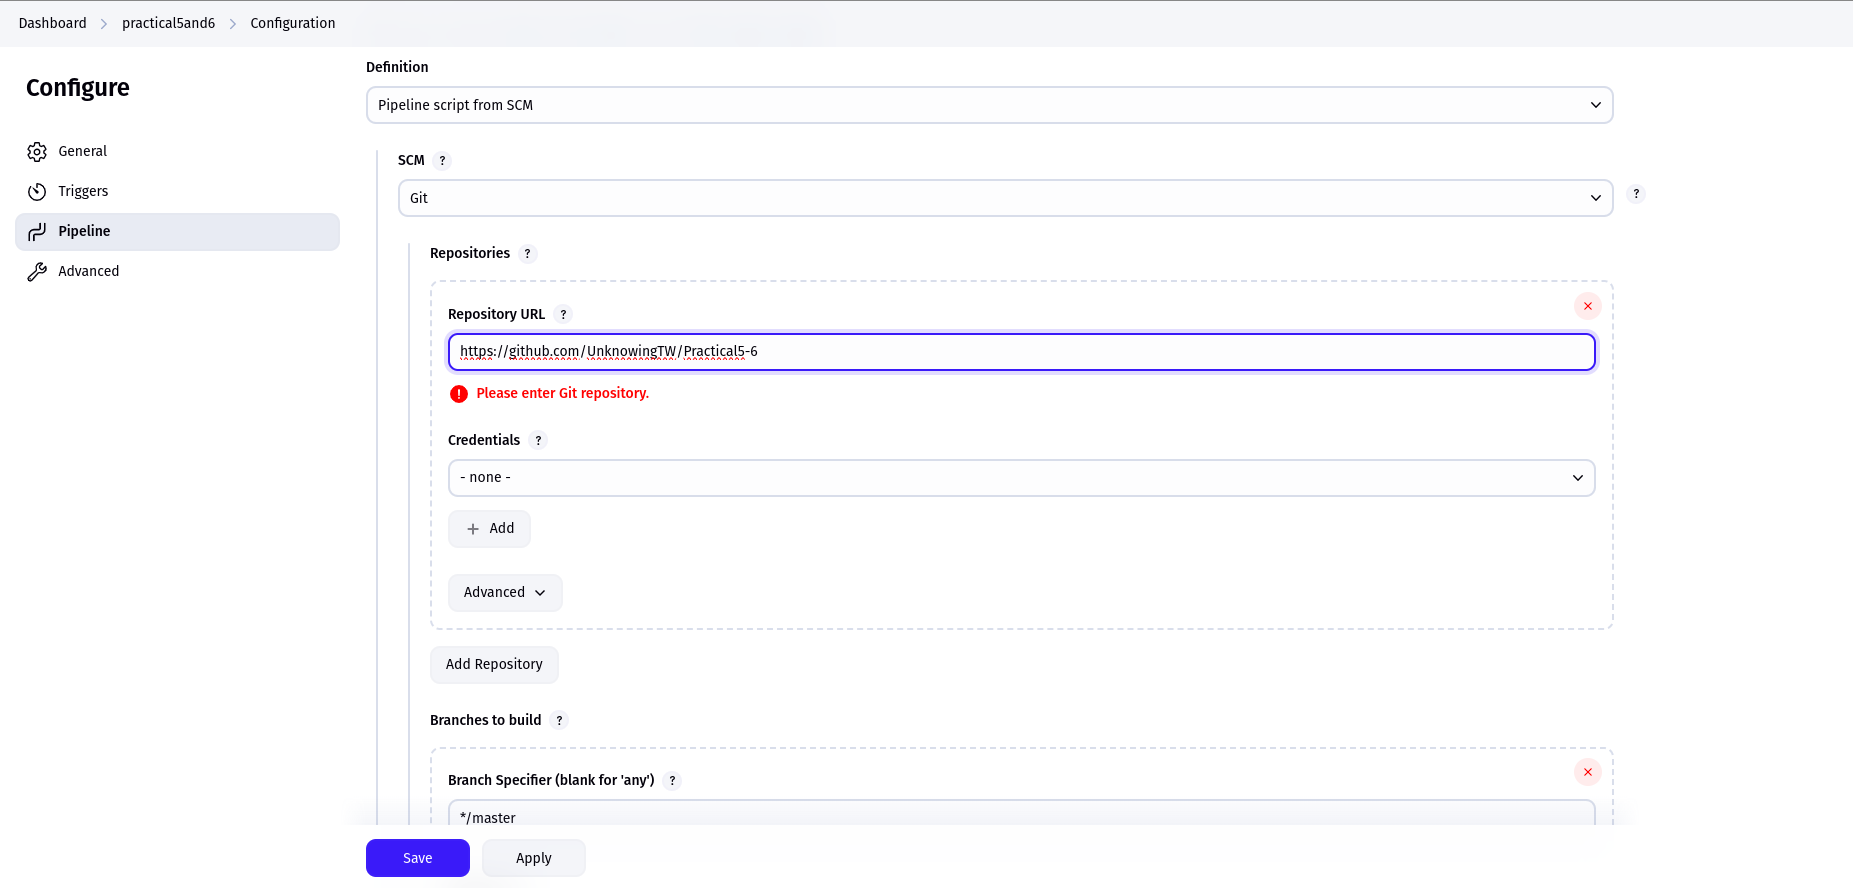 Dashboard > practical5and6 > Configuration
Configure
General
Triggers
Pipeline
Advanced
Definition
Pipeline script from SCM
SCM ?
Git
?
Repositories ?
Repository URL ?
https://github.com/UnknowingTW/Practical5-6
! Please enter Git repository.
Credentials ?
- none -
+ Add
Advanced
Add Repository
Branches to build ?
Branch Specifier (blank for 'any') ?
*/master
Save Apply